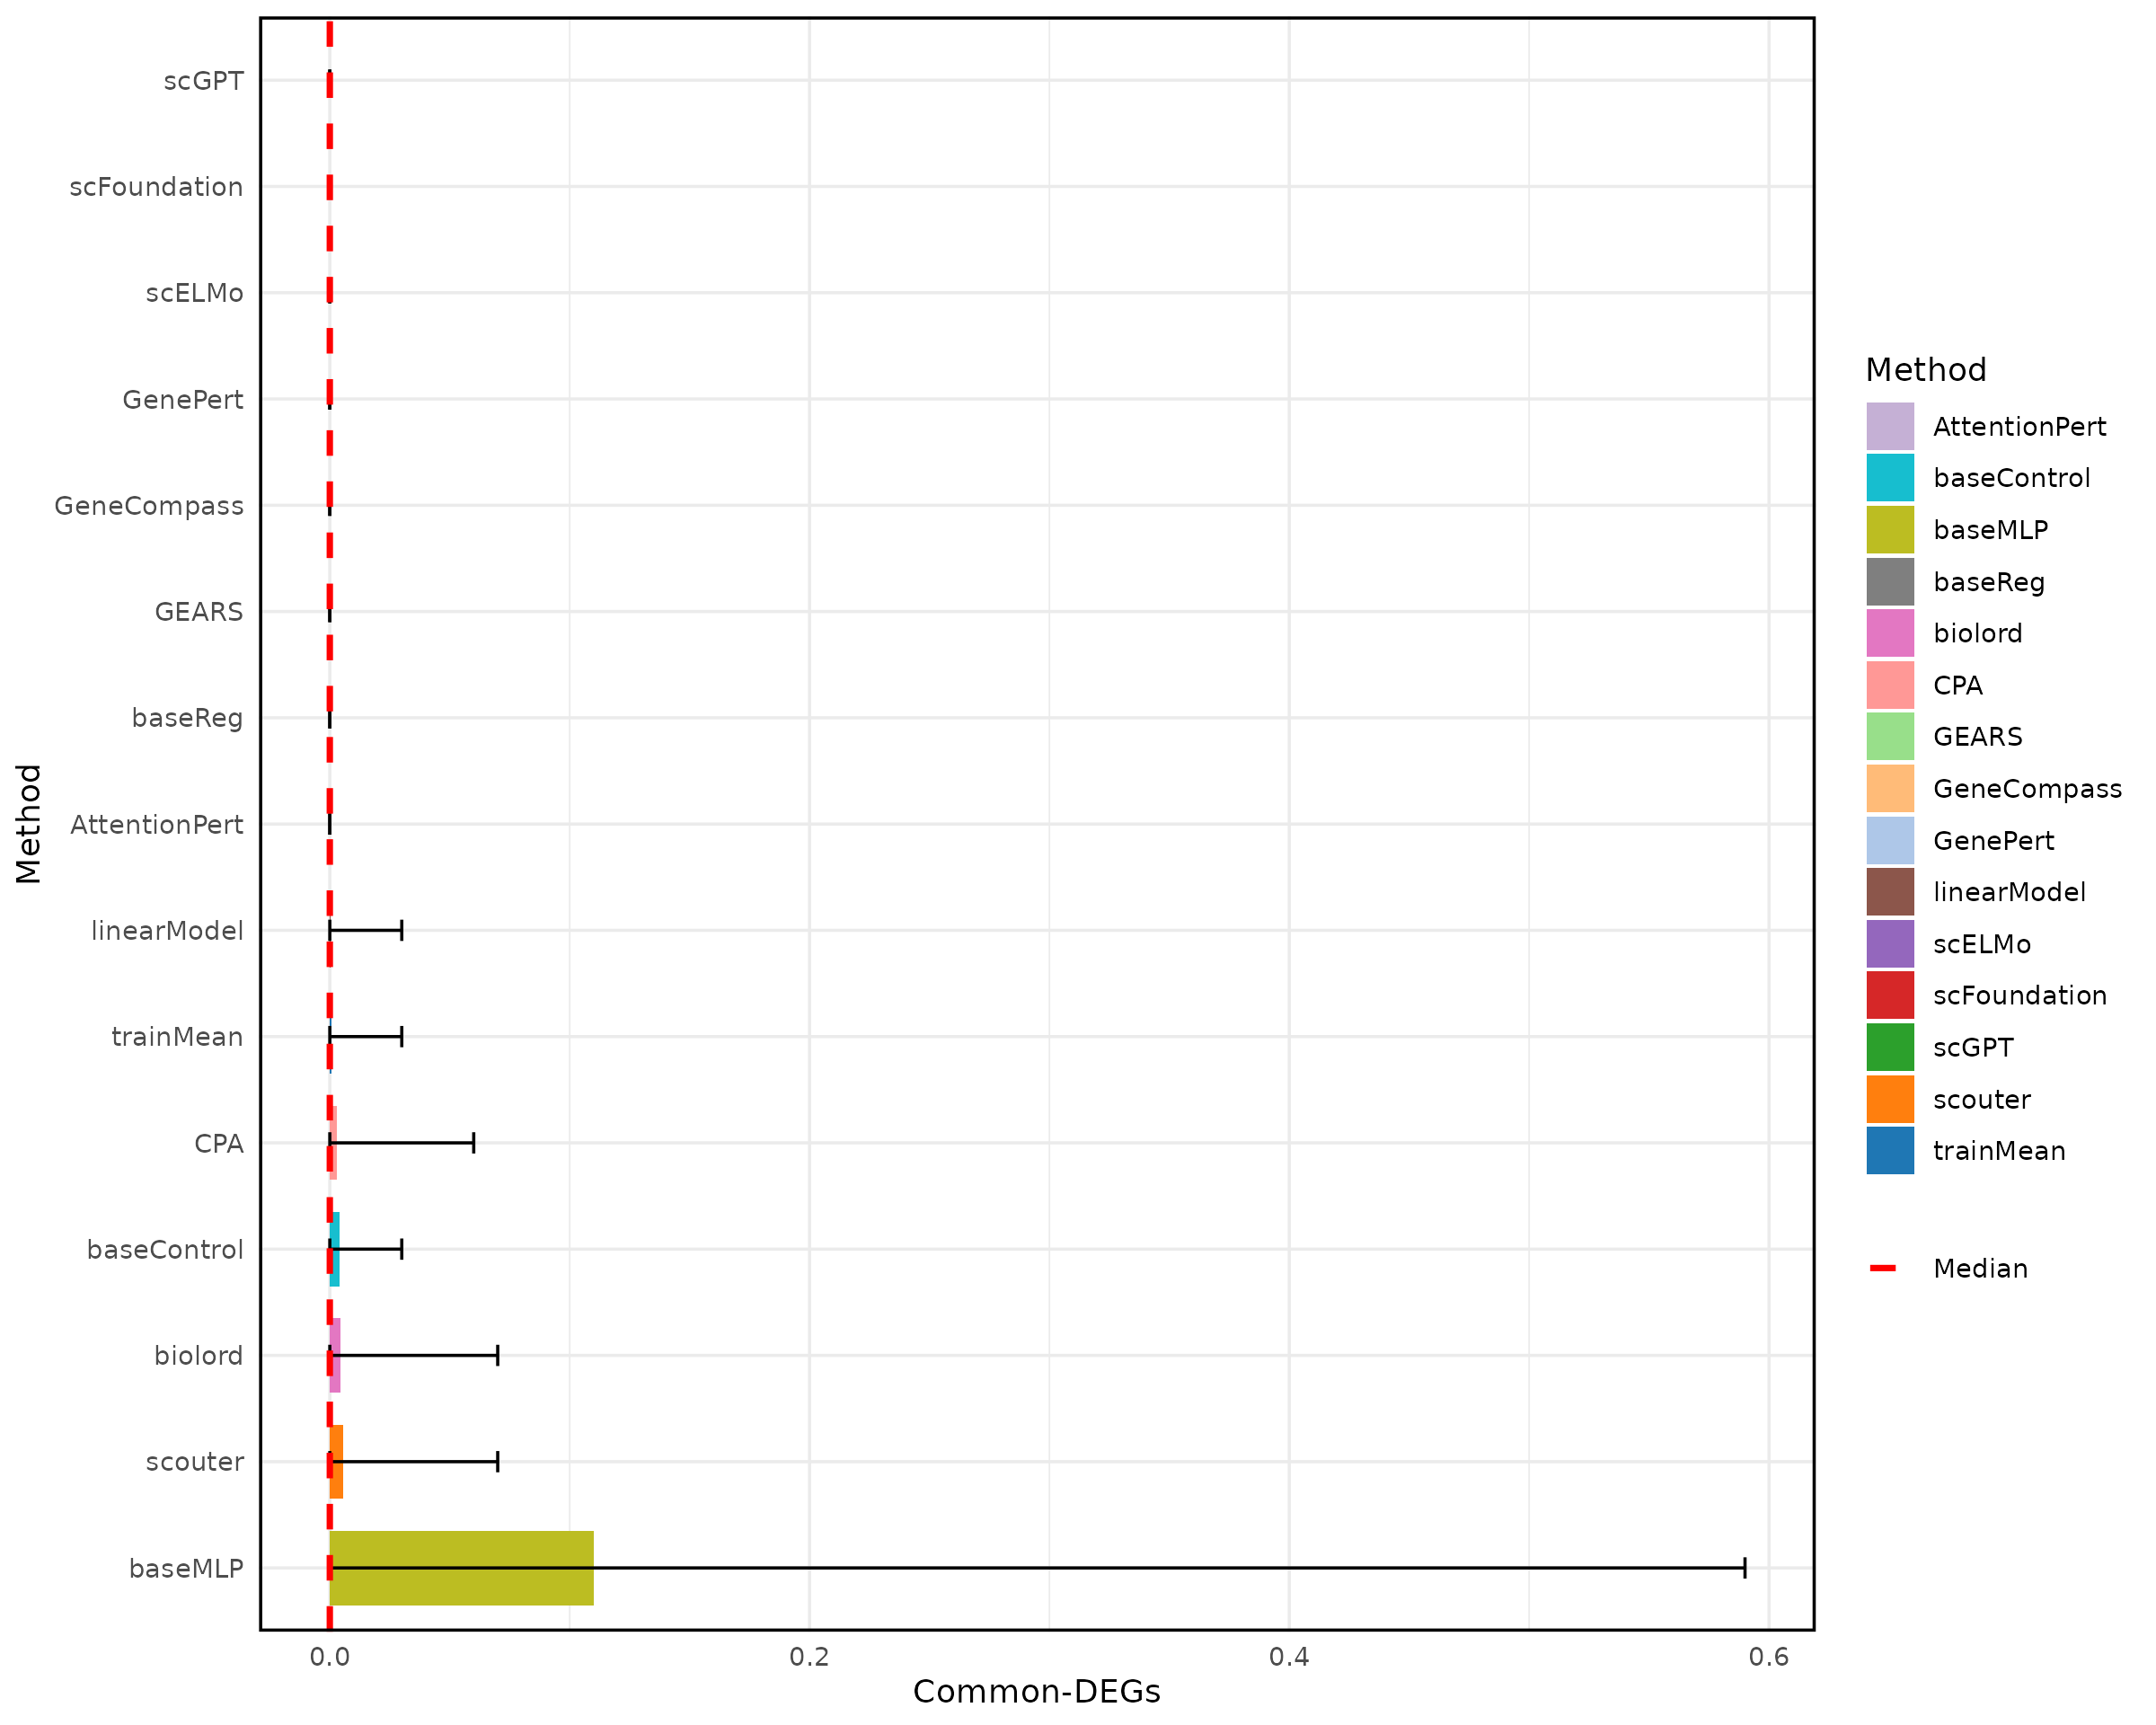 scGPT
scFoundation
scELMo
GenePert
GeneCompass
GEARS
baseReg
AttentionPert
linearModel
trainMean
CPA
baseControl
biolord
scouter
baseMLP
Method
0.0 0.2 0.4 0.6
Common-DEGs
Method
AttentionPert
baseControl
baseMLP
baseReg
biolord
CPA
GEARS
GeneCompass
GenePert
linearModel
scELMo
scFoundation
scGPT
scouter
trainMean
Median